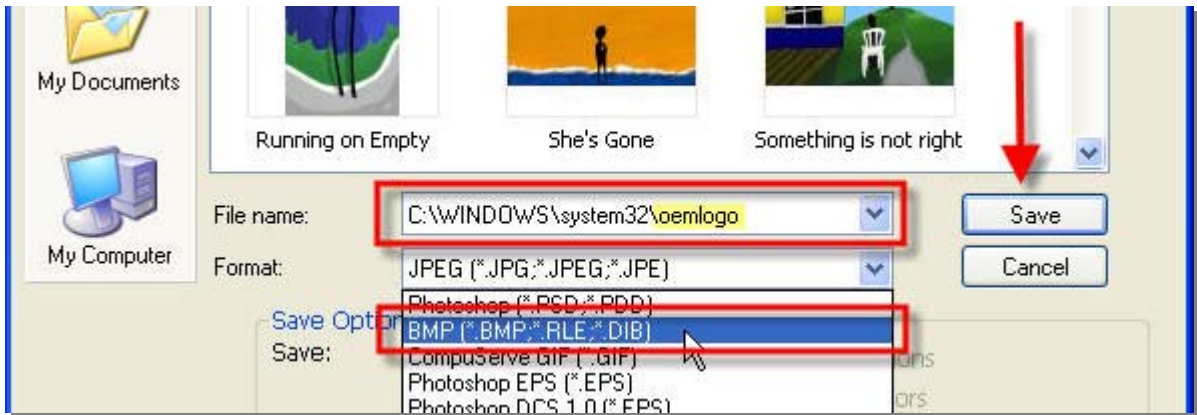 My Documents
Running on Empty
She's Gone
Something is not right
My Computer
File name:
C:\WINDOWS\system32\oemlogo
Save
Format:
JPEG (*.JPG;*.JPEG;*.JPE)
Cancel
Photoshop (*.PSD;*.PDD)
Save Optio
BMP (*.BMP;*.RLE;*.DIB)
Save:
CompuServe GIF (*.GIF)
Photoshop EPS (*.EPS)
Photoshop DCS 1.0 (*.EPS)